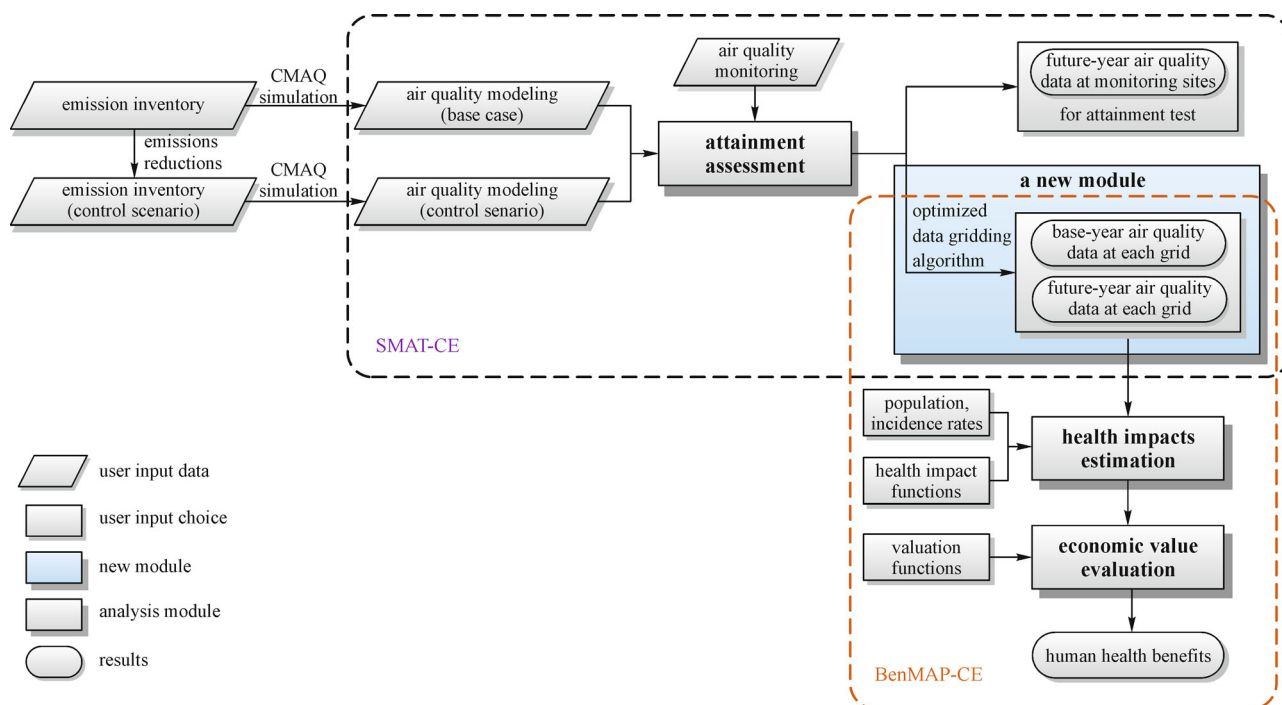 emission inventory
CMAQ
simulation
air quality modeling
(base case)
emissions
reductions
emission inventory
(control scenario)
CMAQ
simulation
air quality modeling
(control senario)
air quality
monitoring
attainment
assessment
future-year air quality
data at monitoring sites
for attainment test
a new module
optimized
data gridding
algorithm
base-year air quality
data at each grid
future-year air quality
data at each grid
SMAT-CE
population,
incidence rates
health impact
functions
health impacts
estimation
valuation
functions
economic value
evaluation
human health benefits
BenMAP-CE
user input data
user input choice
new module
analysis module
results